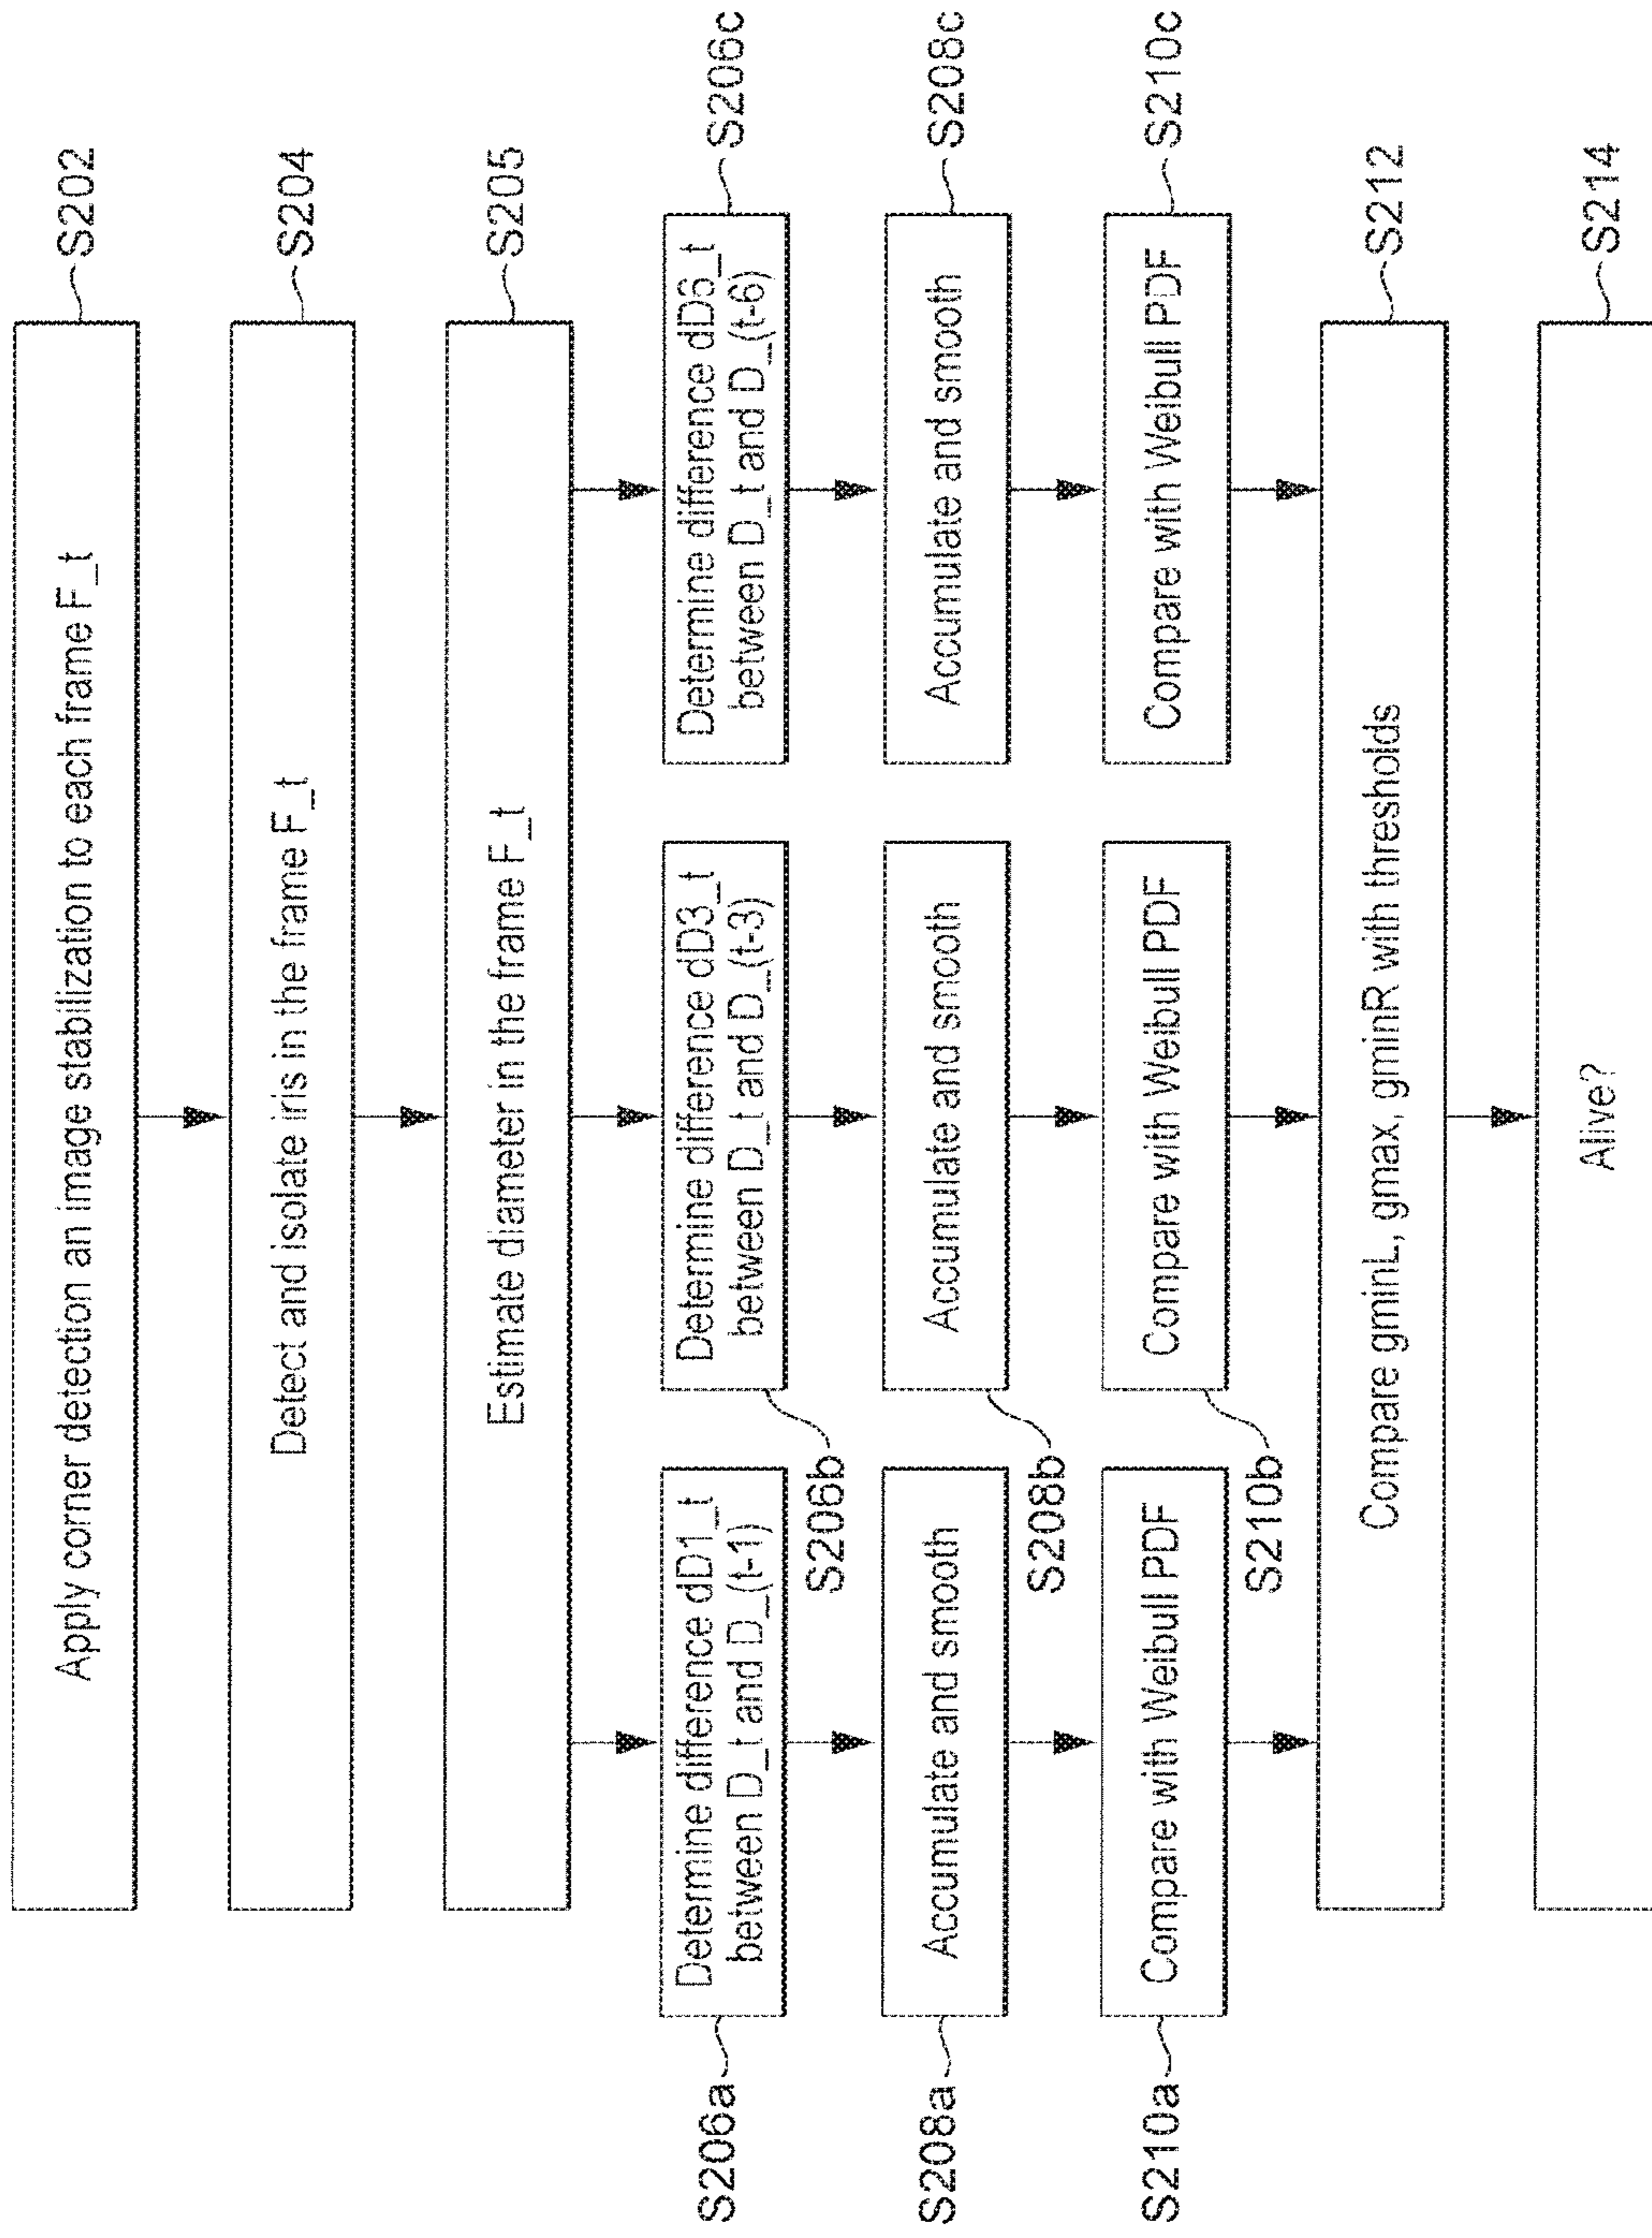 Apply corner detection an image stabilization to each frame F_t
S202
Detect and isolate iris in the frame F_t
S204
Estimate diameter in the frame F_t
S205
S206a
Determine difference dD1_t
between D_t and D_(t-1)
S206b
Determine difference dD3_t
between D_t and D_(t-3)
Determine difference dD6_t
between D_t and D_(t-6)
S206c
S208a
Accumulate and smooth
S208b
Accumulate and smooth
Accumulate and smooth
S208c
S210a
Compare with Weibull PDF
S210b
Compare with Weibull PDF
Compare with Weibull PDF
S210c
Compare gminL, gmax, gminR with thresholds
S212
Alive?
S214